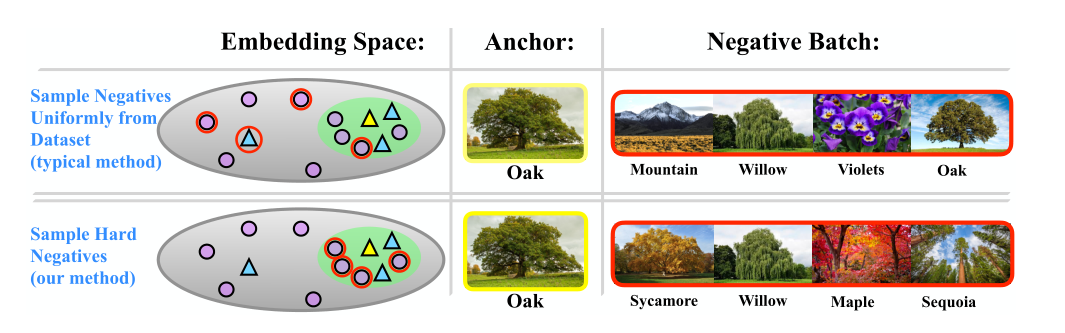 Embedding Space:
Anchor:
Negative Batch:
Sample Negatives
Uniformly from
Dataset
(typical method)
Oak
Mountain
Willow
Violets
Oak
Sample Hard
Negatives
(our method)
Oak
Sycamore
Willow
Maple
Sequoia